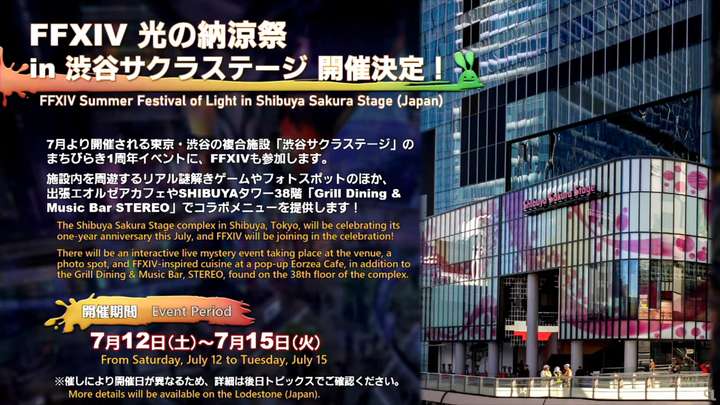 FFXIV 光の納涼祭
in 渋谷サクラステージ 開催決定！
FFXIV Summer Festival of Light in Shibuya Sakura Stage (Japan)
7月より開催される東京・渋谷の複合施設「渋谷サクラステージ」の
まちびらき1周年イベントに、FFXIVも参加します。
施設内を周遊するリアル謎解きゲームやフォトスポットのほか、
出張エオルゼアカフェやSHIBUYAタワー38階「Grill Dining &
Music Bar STEREO」でコラボメニューを提供します！
The Shibuya Sakura Stage complex in Shibuya, Tokyo, will be celebrating its
one-year anniversary this July, and FFXIV will be joining in the celebration!
There will be an interactive live mystery event taking place at the venue, a
photo spot, and FFXIV-inspired cuisine at a pop-up Eorzea Cafe, in addition to
the Grill Dining & Music Bar, STEREO, found on the 38th floor of the complex.
開催期間 Event Period
7月12日(土)～7月15日(火)
From Saturday, July 12 to Tuesday, July 15
※催しにより開催日が異なるため、詳細は後日トピックスでご確認ください。
More details will be available on the Lodestone (Japan).
Shibuya Sakura Stage